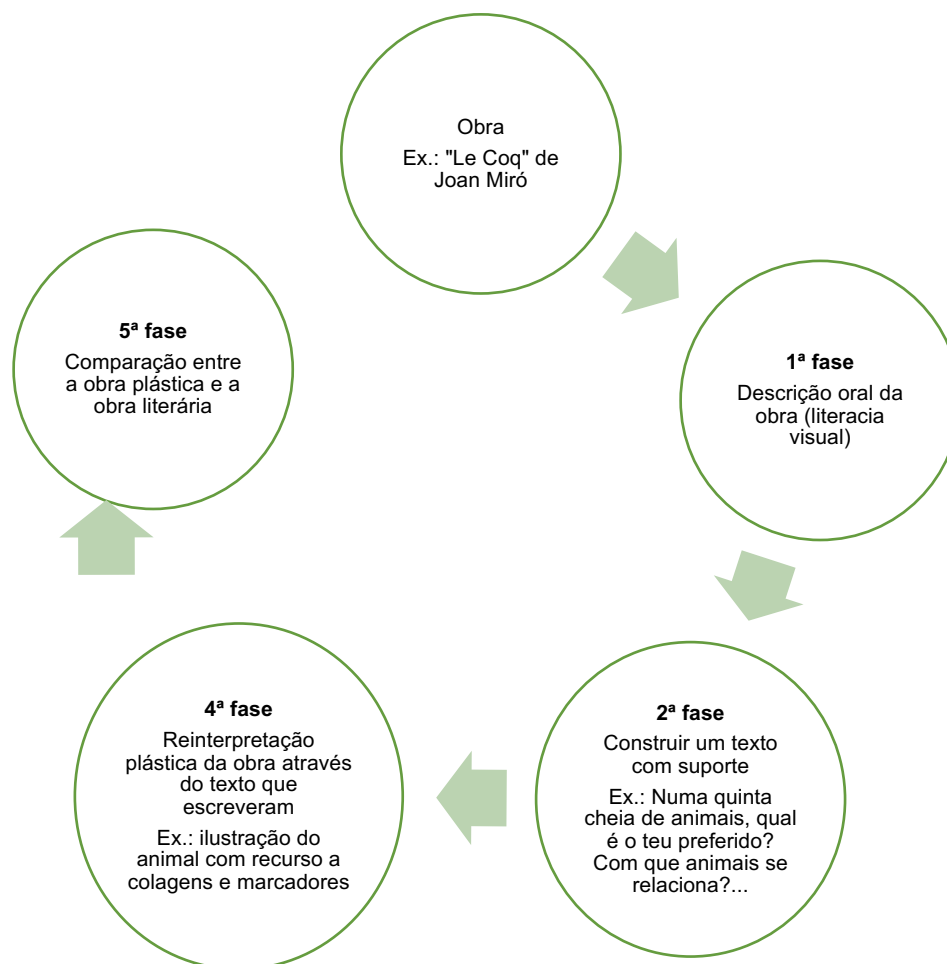 Obra
Ex.: "Le Coq" de
Joan Miró
1ª fase
Descrição oral da
obra (literacia
visual)
2ª fase
Construir um texto
com suporte
Ex.: Numa quinta
cheia de animais, qual
é o teu preferido?
Com que animais se
relaciona?...
4ª fase
Reinterpretação
plástica da obra através
do texto que
escreveram
Ex.: ilustração do
animal com recurso a
colagens e marcadores
5ª fase
Comparação entre
a obra plástica e a
obra literária